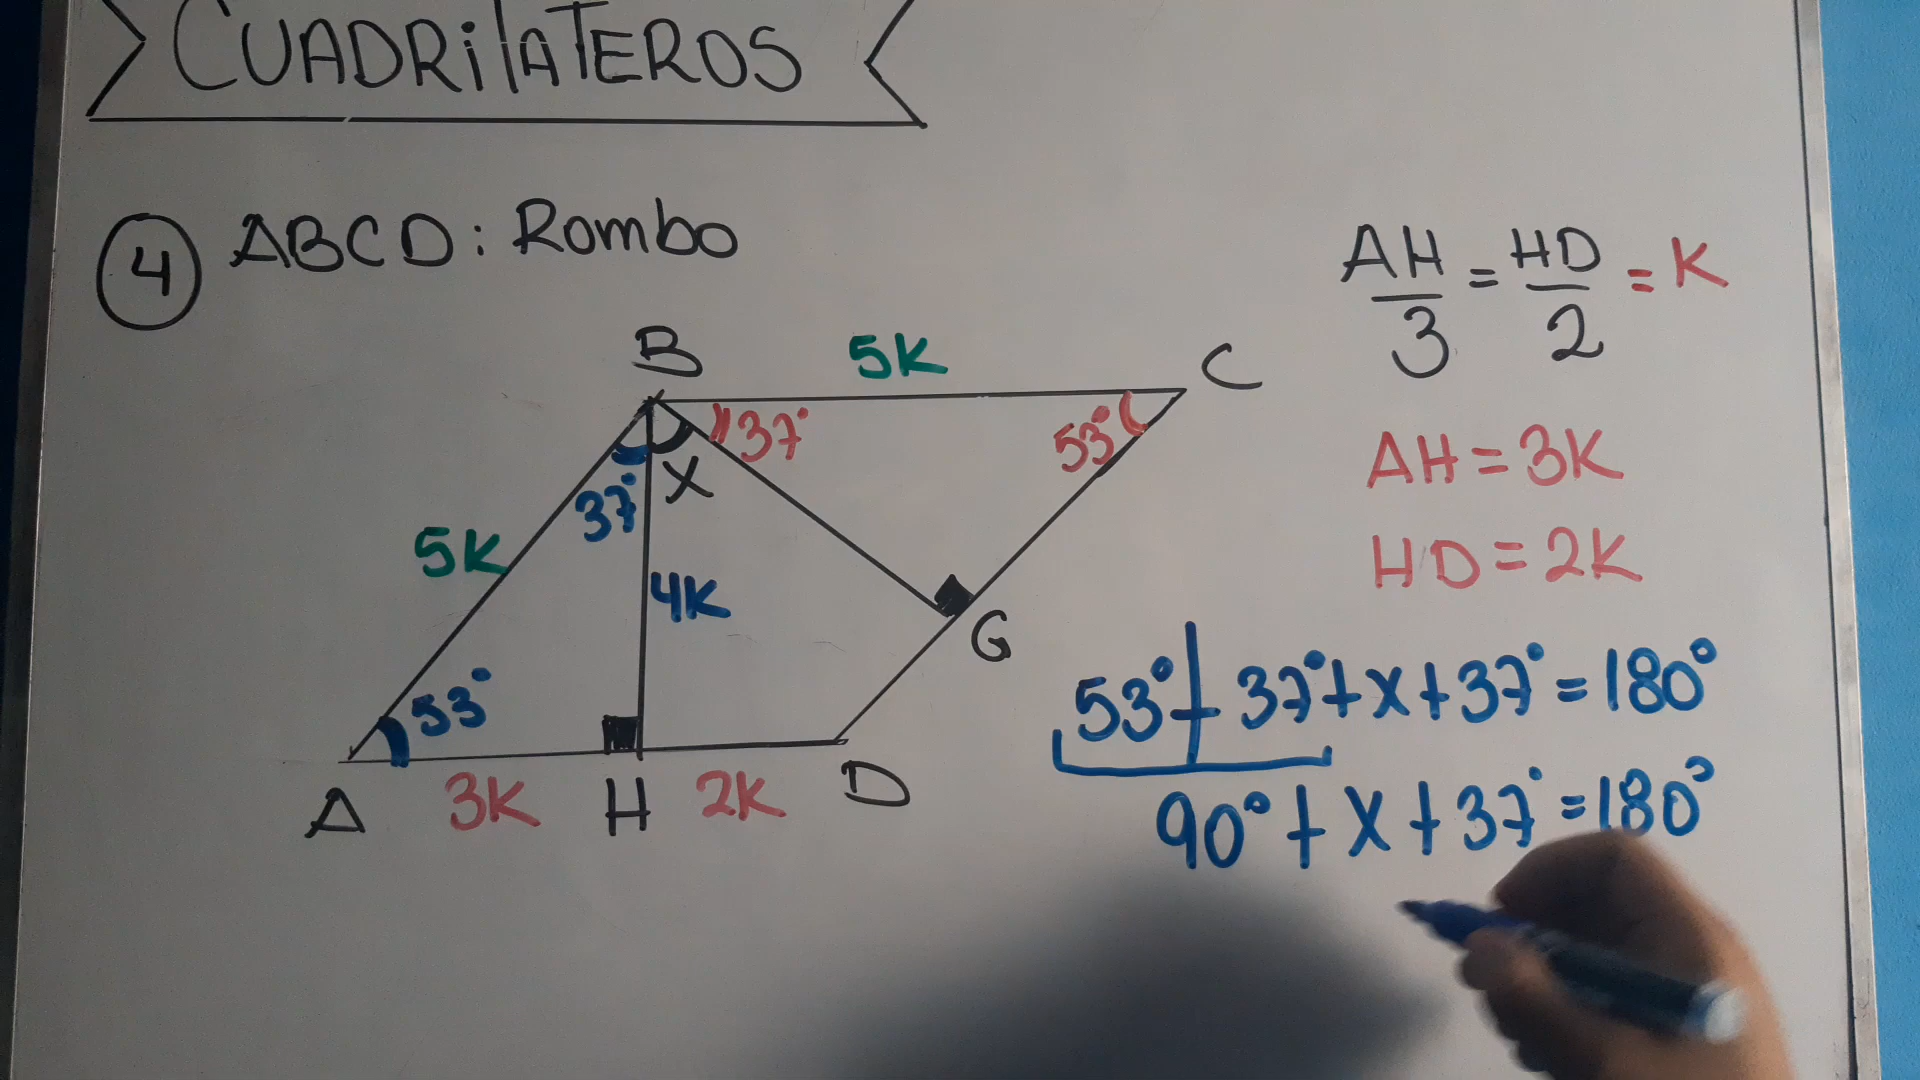 CUADRILATEROS
4 ABCD: Rombo
AH/3 = HD/2 = K
AH = 3K
HD = 2K
B 5K C
37° 53°
X
37°
5K
4K
G
53°
A 3K H 2K D
53° + 37° + x + 37° = 180°
90° + x + 37° = 180°